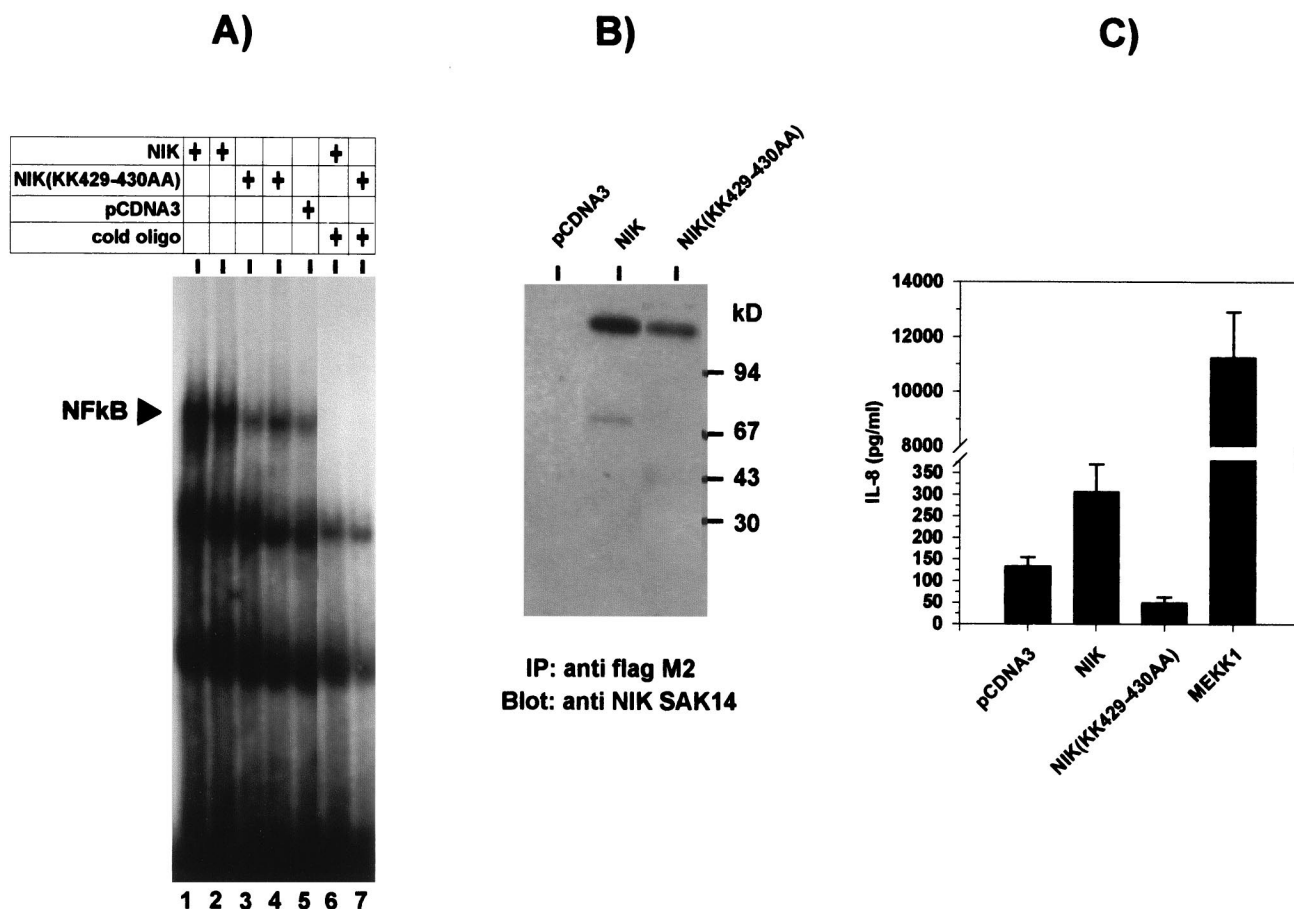 A)
NIK + + +
NIK(KK429-430AA) + + +
pCDNA3 +
cold oligo + +
NFkB
1 2 3 4 5 6 7
B)
pCDNA3
NIK
NIK(KK429-430AA)
kD
94
67
43
30
IP: anti flag M2
Blot: anti NIK SAK14
C)
IL-8 (pg/ml)
14000
12000
10000
8000
350
300
250
200
150
100
50
0
pCDNA3
NIK
NIK(KK429-430AA)
MEKK1